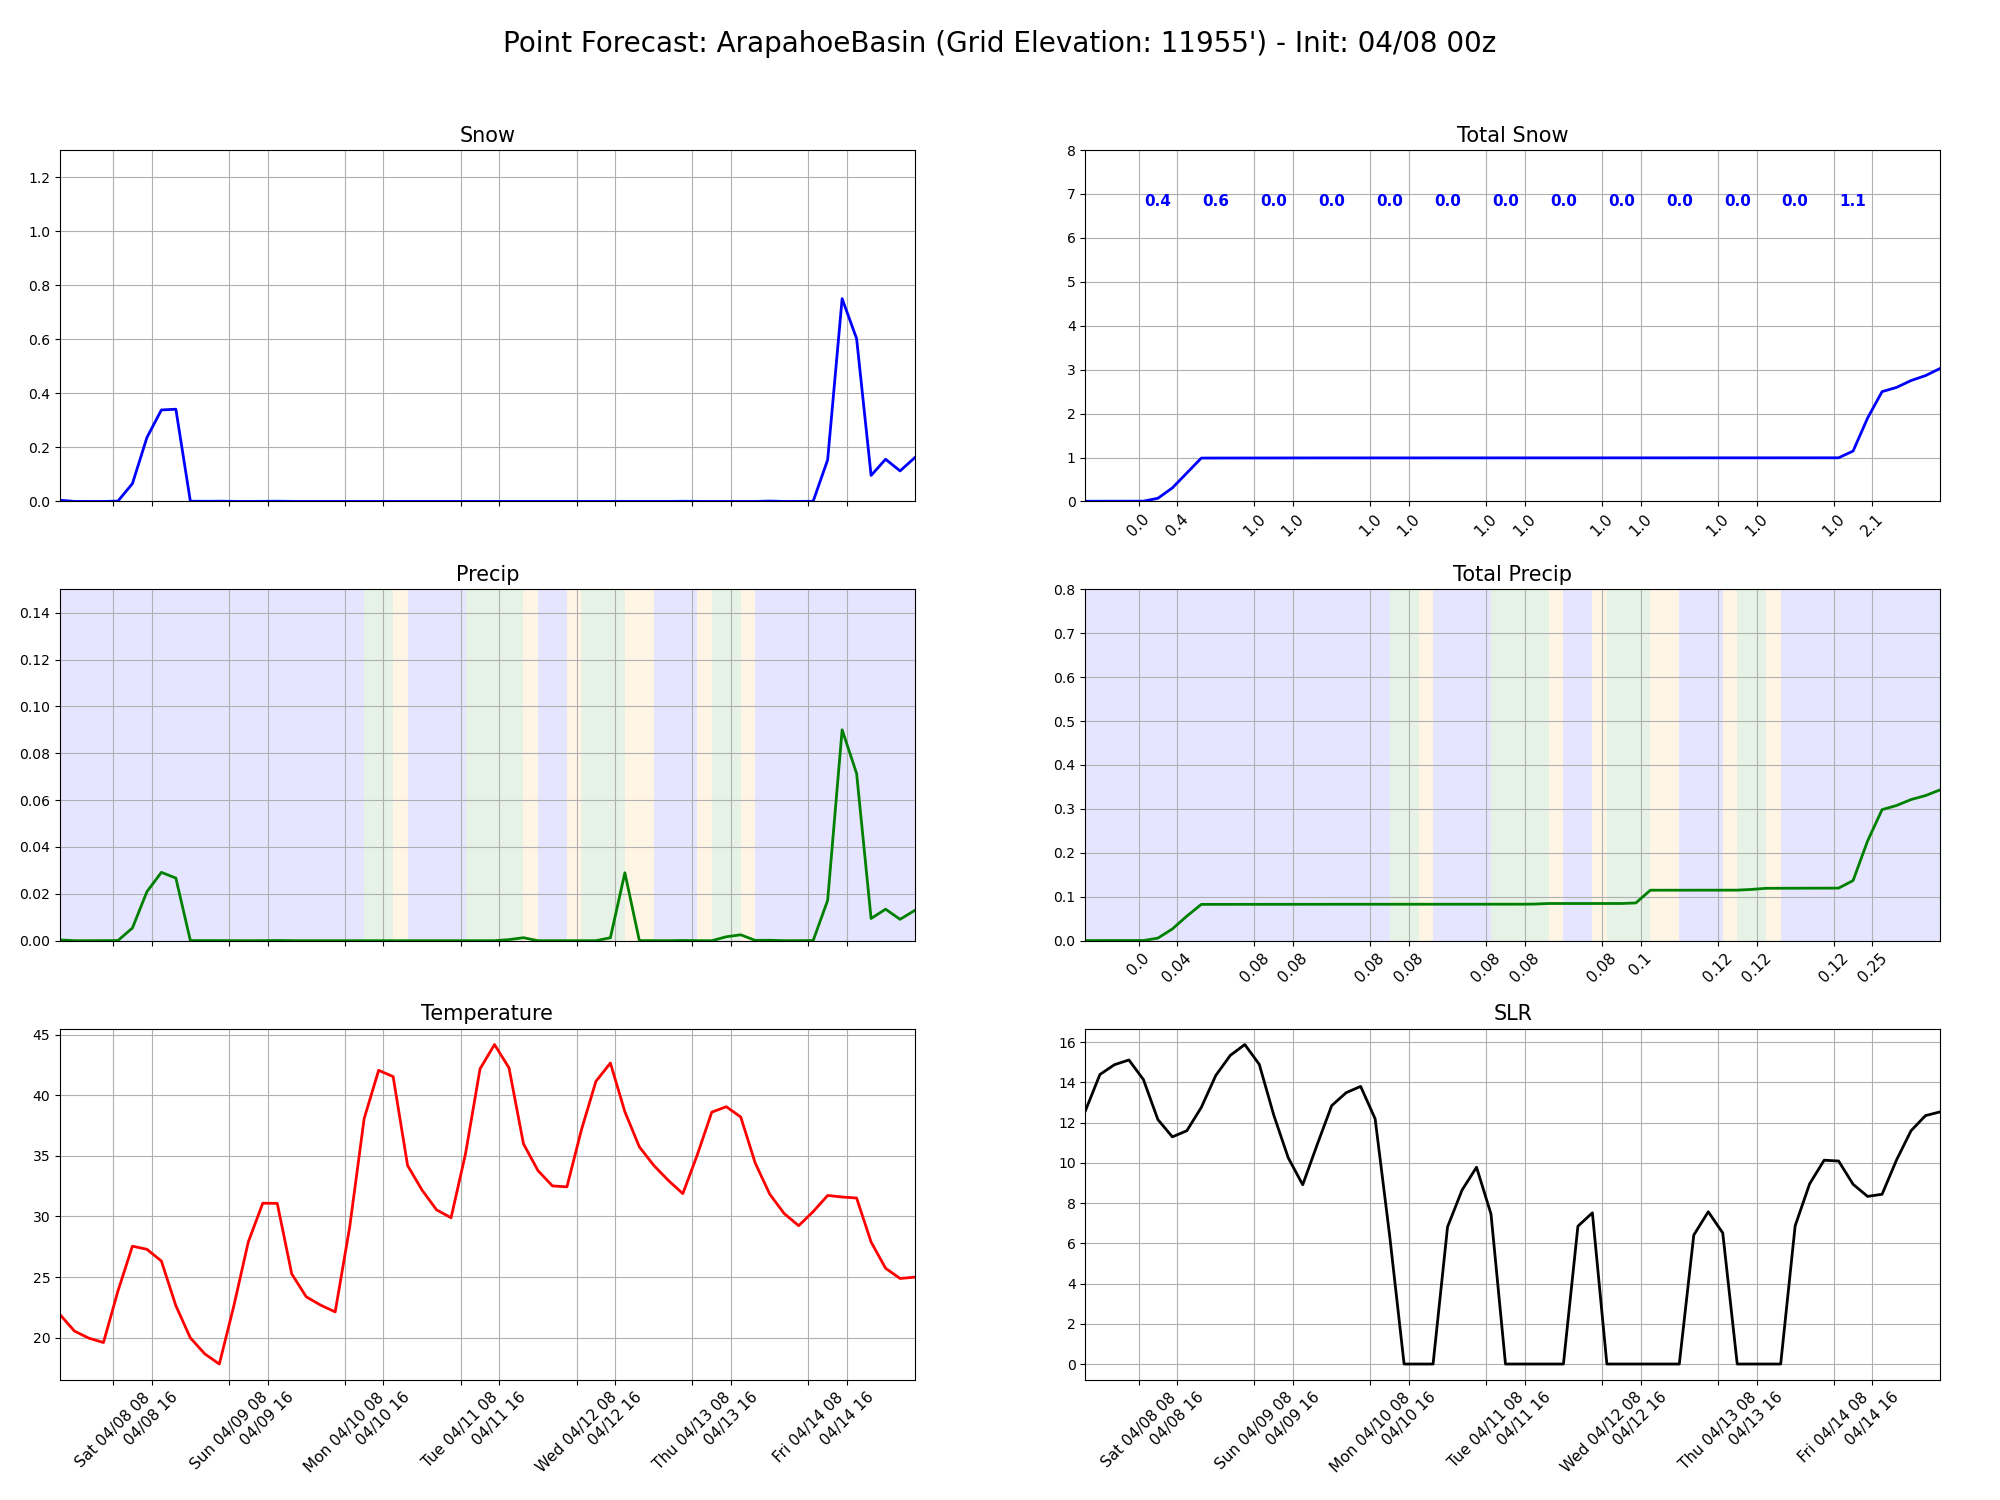 Point Forecast: ArapahoeBasin (Grid Elevation: 11955') - Init: 04/08 00z
Snow
1.2
1.0
0.8
0.6
0.4
0.2
0.0
Total Snow
8
7
6
5
4
3
2
1
0
0.4 0.6 0.0 0.0 0.0 0.0 0.0 0.0 0.0 0.0 0.0 0.0 1.1
0.0 0.4 1.0 1.0 1.0 1.0 1.0 1.0 1.0 1.0 1.0 1.0 1.0 2.1
Precip
0.14
0.12
0.10
0.08
0.06
0.04
0.02
0.00
Total Precip
0.8
0.7
0.6
0.5
0.4
0.3
0.2
0.1
0.0
0.0 0.04 0.08 0.08 0.08 0.08 0.08 0.08 0.08 0.1 0.12 0.12 0.12 0.25
Temperature
45
40
35
30
25
20
Sat 04/08 08
04/08 16
Sun 04/09 08
04/09 16
Mon 04/10 08
04/10 16
Tue 04/11 08
04/11 16
Wed 04/12 08
04/12 16
Thu 04/13 08
04/13 16
Fri 04/14 08
04/14 16
SLR
16
14
12
10
8
6
4
2
0
Sat 04/08 08
04/08 16
Sun 04/09 08
04/09 16
Mon 04/10 08
04/10 16
Tue 04/11 08
04/11 16
Wed 04/12 08
04/12 16
Thu 04/13 08
04/13 16
Fri 04/14 08
04/14 16